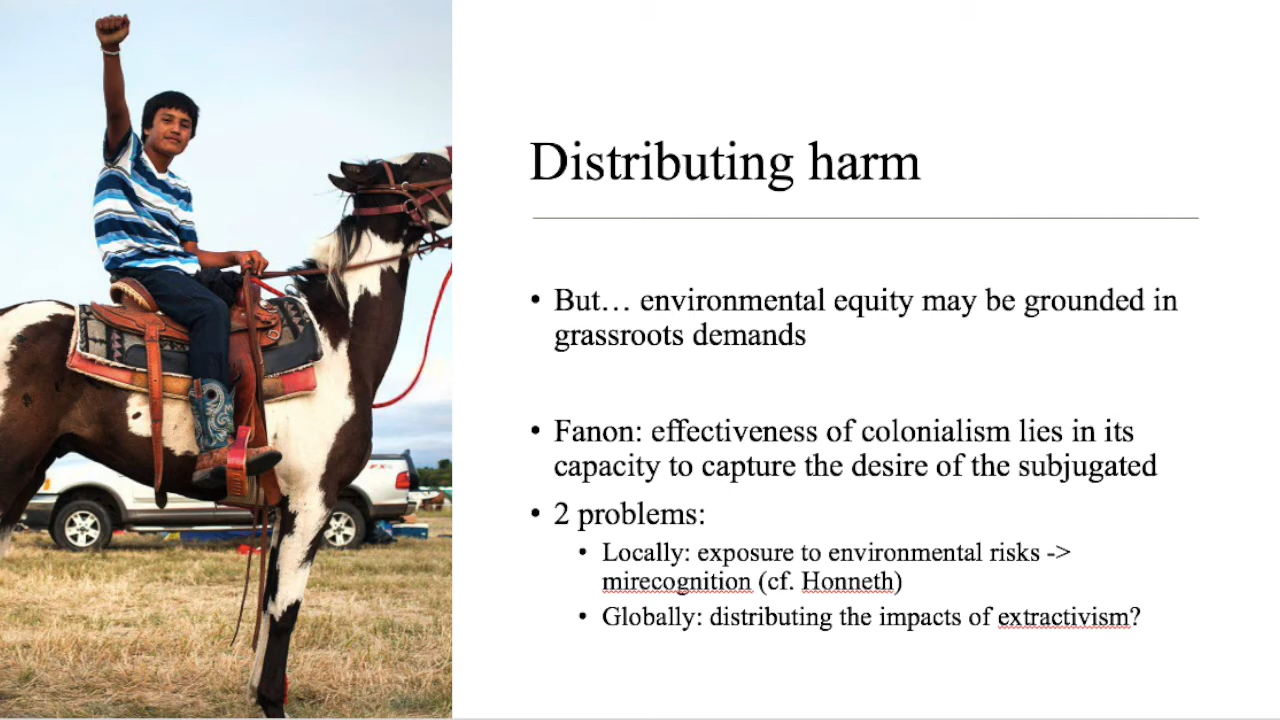 Distributing harm
• But… environmental equity may be grounded in
grassroots demands
• Fanon: effectiveness of colonialism lies in its
capacity to capture the desire of the subjugated
• 2 problems:
• Locally: exposure to environmental risks ->
mirecognition (cf. Honneth)
• Globally: distributing the impacts of extractivism?